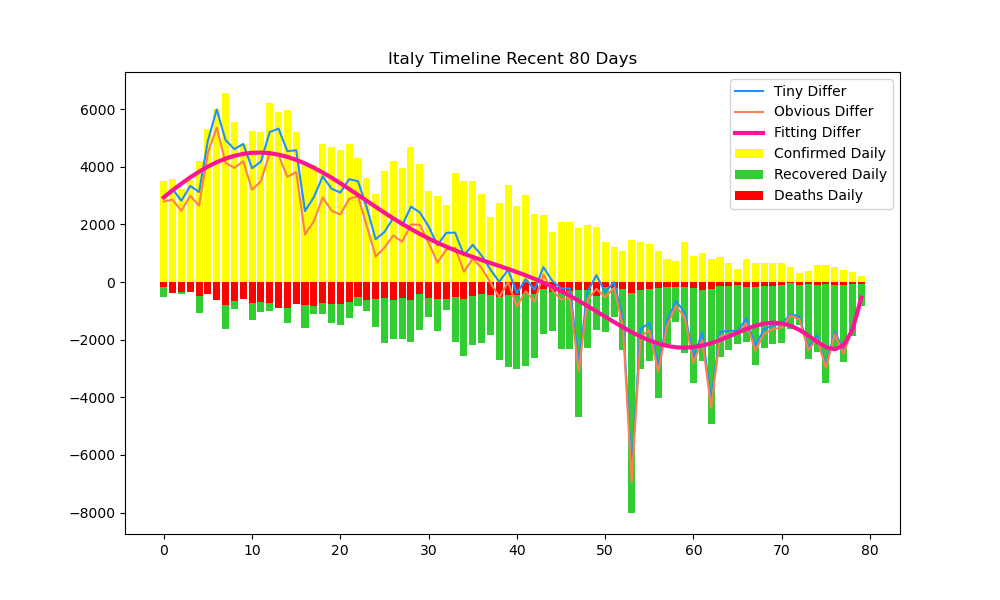 Italy Timeline Recent 80 Days
Tiny Differ
Obvious Differ
Fitting Differ
Confirmed Daily
Recovered Daily
Deaths Daily
6000
4000
2000
0
−2000
−4000
−6000
−8000
0 10 20 30 40 50 60 70 80